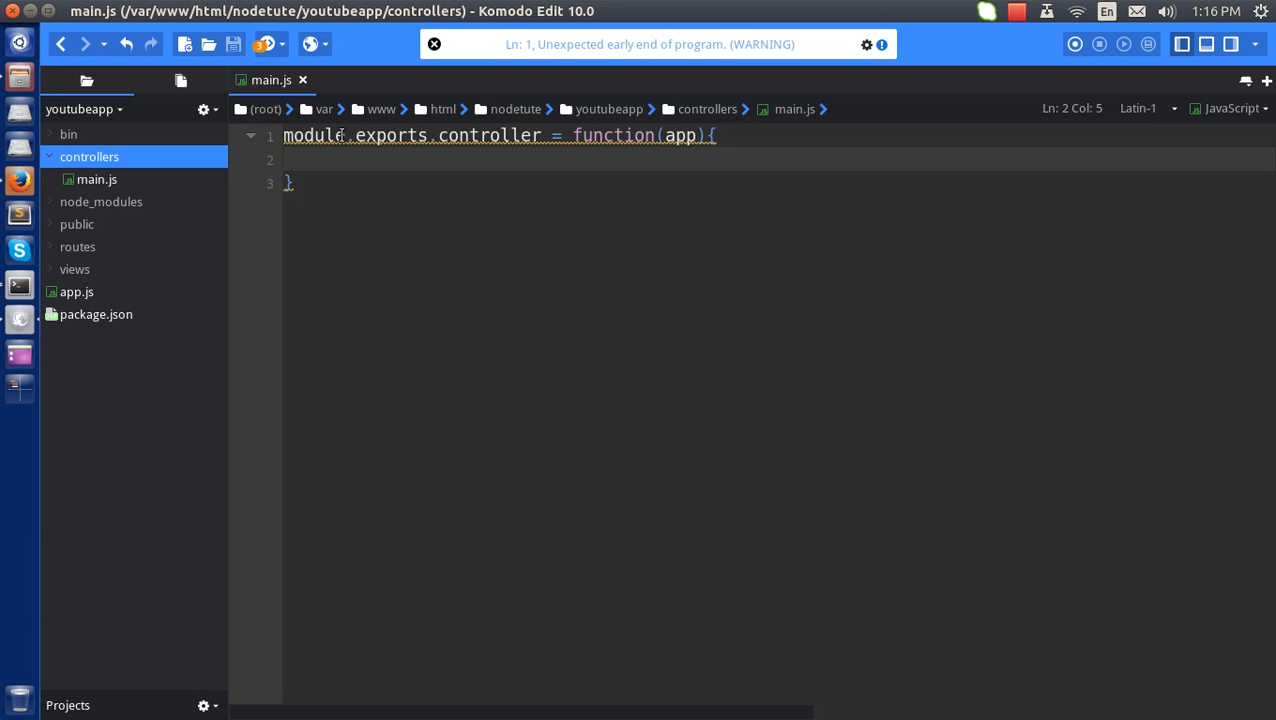 main.js (/var/www/html/nodetute/youtubeapp/controllers) - Komodo Edit 10.0
En
1:16 PM
3
Ln: 1, Unexpected early end of program. (WARNING)
main.js
youtubeapp
(root) var www html nodetute youtubeapp controllers main.js
Ln: 2 Col: 5 Latin-1 JavaScript
bin
controllers
main.js
node_modules
public
routes
views
app.js
package.json
1 module.exports.controller = function(app){
2
3 }
Projects